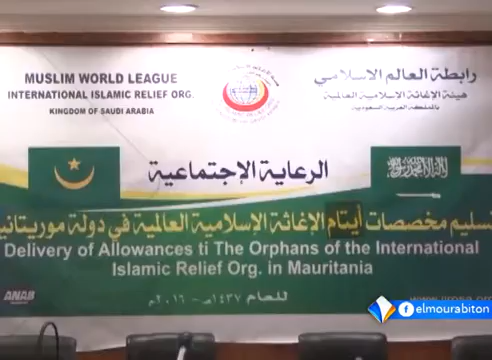 MUSLIM WORLD LEAGUE
INTERNATIONAL ISLAMIC RELIEF ORG.
KINGDOM OF SAUDI ARABIA
رابطة العالم الاسلامي
هيئة الإغاثة الإسلامية العالمية
بالمملكة العربية السعودية
الرعاية الإجتماعية
تسليم مخصصات أيتام الإغاثة الإسلامية العالمية في دولة موريتانيا
Delivery of Allowances ti The Orphans of the International
Islamic Relief Org. in Mauritania
للعام ١٤٣٧هـ - ٢٠١٦م
ANAB
elmourabiton